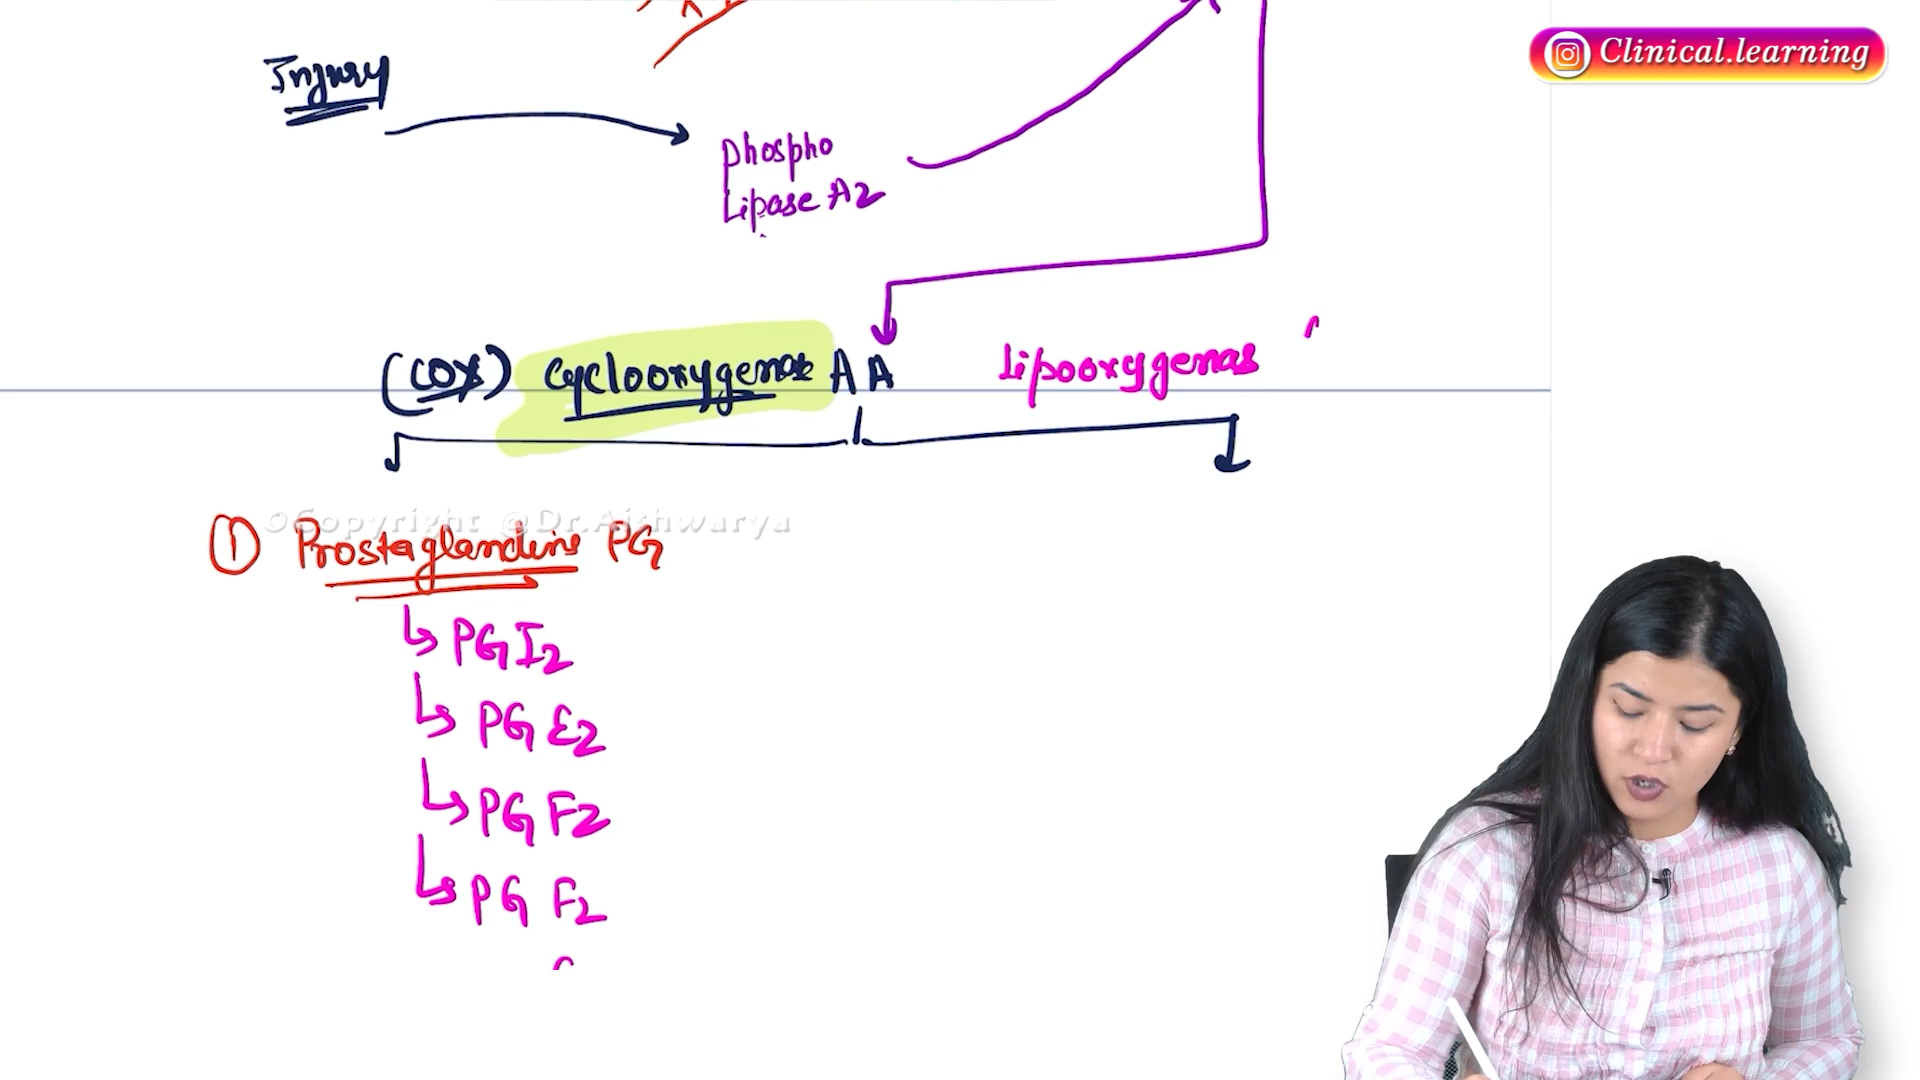 Clinical.learning
Injury
phospho
Lipase A2
(COX) Cyclooxygenase AA Lipooxygenas
©Copyright @Dr.Aishwarya
① Prostaglandins PG
↳ PG I2
↳ PG E2
↳ PG F2
↳ PG F2